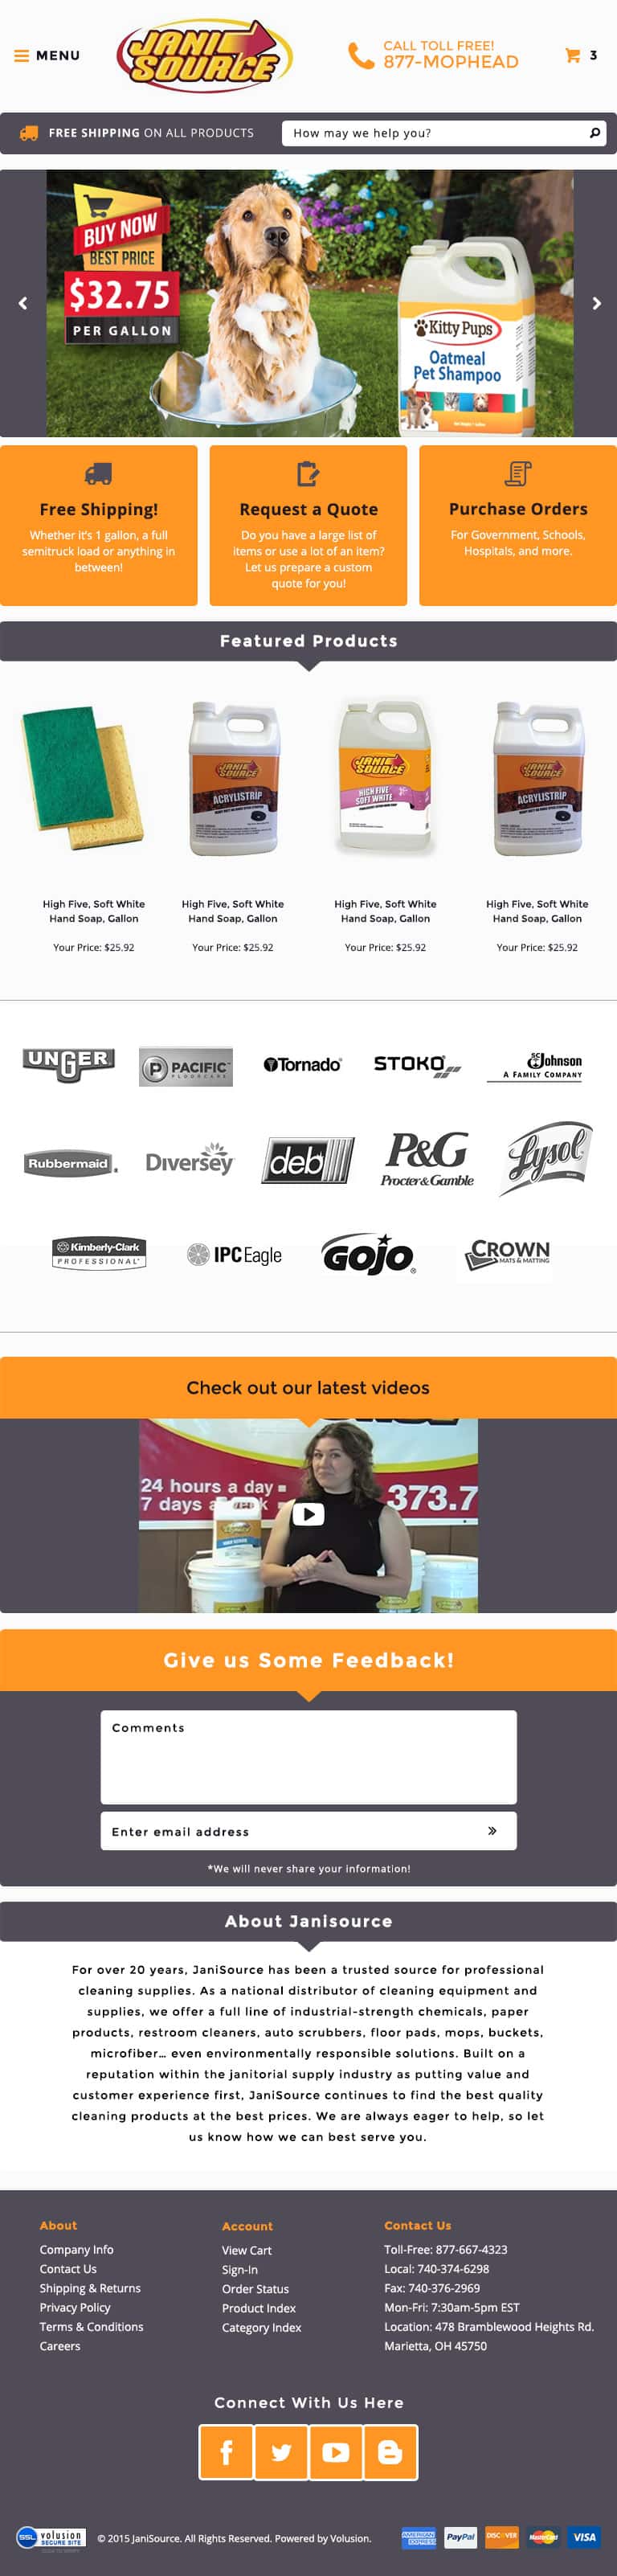 MENU
JANI
SOURCE
CALL TOLL FREE!
877-MOPHEAD
3
FREE SHIPPING ON ALL PRODUCTS
How may we help you?
BUY NOW
BEST PRICE
$32.75
PER GALLON
Kitty Pups
Oatmeal
Pet Shampoo
Free Shipping!
Whether it's 1 gallon, a full
semitruck load or anything in
between!
Request a Quote
Do you have a large list of
items or use a lot of an item?
Let us prepare a custom
quote for you!
Purchase Orders
For Government, Schools,
Hospitals, and more.
Featured Products
JANIE
SOURCE
ACRYLISTRIP
JANIE
SOURCE
HIGH FIVE
SOFT WHITE
JANIE
SOURCE
ACRYLISTRIP
High Five, Soft White
Hand Soap, Gallon
Your Price: $25.92
High Five, Soft White
Hand Soap, Gallon
Your Price: $25.92
High Five, Soft White
Hand Soap, Gallon
Your Price: $25.92
High Five, Soft White
Hand Soap, Gallon
Your Price: $25.92
UNGER
PACIFIC
FLOORCARE
Tornado
STOKO
SC Johnson
A FAMILY COMPANY
Rubbermaid
Diversey
deb
P&G
Procter & Gamble
Lysol
Kimberly-Clark
PROFESSIONAL
IPC Eagle
GOJO
CROWN
MATS & MATTING
Check out our latest videos
24 hours a day
7 days a week
373.7
Give us Some Feedback!
Comments
Enter email address
*We will never share your information!
About Janisource
For over 20 years, JaniSource has been a trusted source for professional
cleaning supplies. As a national distributor of cleaning equipment and
supplies, we offer a full line of industrial-strength chemicals, paper
products, restroom cleaners, auto scrubbers, floor pads, mops, buckets,
microfiber... even environmentally responsible solutions. Built on a
reputation within the janitorial supply industry as putting value and
customer experience first, JaniSource continues to find the best quality
cleaning products at the best prices. We are always eager to help, so let
us know how we can best serve you.
About
Company Info
Contact Us
Shipping & Returns
Privacy Policy
Terms & Conditions
Careers
Account
View Cart
Sign-In
Order Status
Product Index
Category Index
Contact Us
Toll-Free: 877-667-4323
Local: 740-374-6298
Fax: 740-376-2969
Mon-Fri: 7:30am-5pm EST
Location: 478 Bramblewood Heights Rd.
Marietta, OH 45750
Connect With Us Here
SSL volusion
SECURE SITE
CLICK TO VERIFY
© 2015 JaniSource. All Rights Reserved. Powered by Volusion.
AMERICAN
EXPRESS
PayPal
DISCOVER
MasterCard
VISA